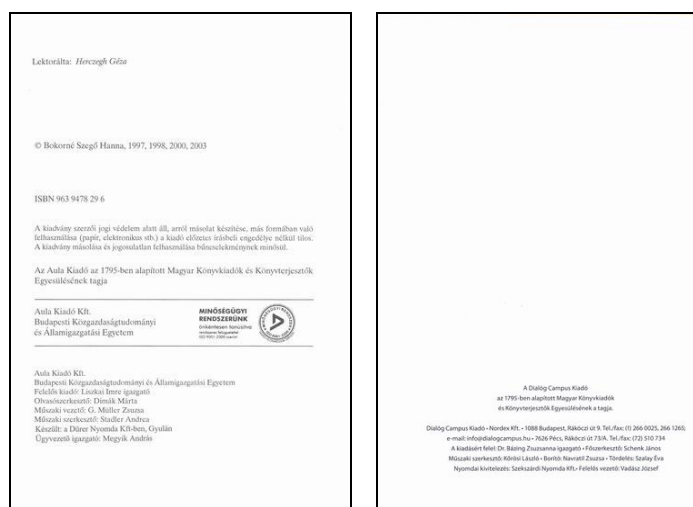 Lektorálta: Herczegh Géza
© Bokorné Szegő Hanna, 1997, 1998, 2000, 2003
ISBN 963 9478 29 6
A kiadvány szerzői jogi védelem alatt áll, arról másolat készítése, más formában való
felhasználása (papír, elektronikus stb.) a kiadó előzetes írásbeli engedélye nélkül tilos.
A kiadvány másolása és jogosulatlan felhasználása bűncselekménynek minősül.
Az Aula Kiadó az 1795-ben alapított Magyar Könyvkiadók és Könyvterjesztők
Egyesülésének tagja
Aula Kiadó Kft.
Budapesti Közgazdaságtudományi
és Államigazgatási Egyetem
MINŐSÉGÜGYI
RENDSZERÜNK
önkéntesen tanúsítva
Aula Kiadó Kft.
Budapesti Közgazdaságtudományi és Államigazgatási Egyetem
Felelős kiadó: Liszkai Imre igazgató
Olvasószerkesztő: Dimák Márta
Műszaki vezető: G. Müller Zsuzsa
Műszaki szerkesztő: Stadler Andrea
Készült: a Dürer Nyomda Kft-ben, Gyulán
Ügyvezető igazgató: Megyik András
A Dialóg Campus Kiadó
az 1795-ben alapított Magyar Könyvkiadók
és Könyvterjesztők Egyesülésének a tagja.
Dialóg Campus Kiadó • Nordex Kft. • 1088 Budapest, Rákóczi út 9. Tel./fax: (1) 266 0025, 266 1265;
e-mail: info@dialogcampus.hu • 7626 Pécs, Rákóczi út 73/A. Tel./fax: (72) 510 734
A kiadásért felel: Dr. Bázing Zsuzsanna igazgató • Főszerkesztő: Schenk János
Műszaki szerkesztő: Kőrösi László • Borító: Navratil Zsuzsa • Tördelés: Szalay Éva
Nyomdai kivitelezés: Szekszárdi Nyomda Kft. • Felelős vezető: Vadász József